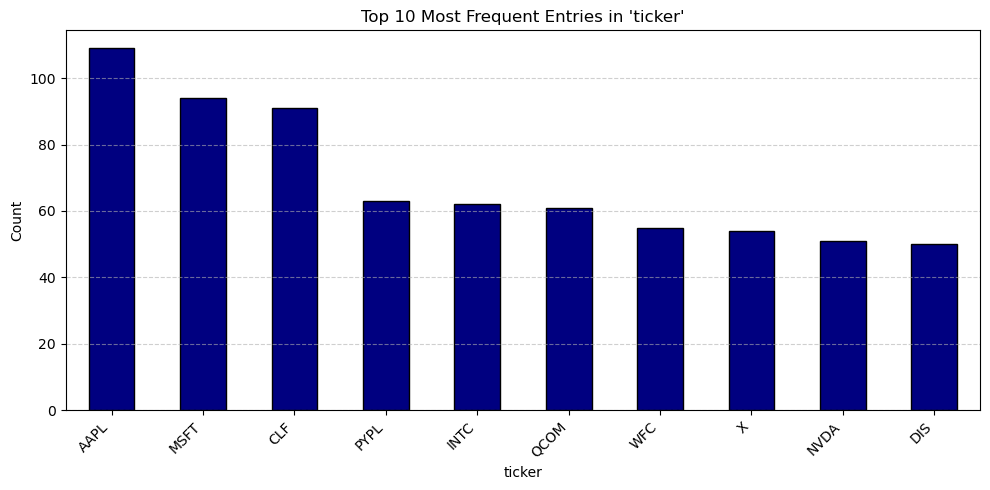 Top 10 Most Frequent Entries in 'ticker'
Count
100
80
60
40
20
0
AAPL
MSFT
CLF
PYPL
INTC
QCOM
WFC
X
NVDA
DIS
ticker